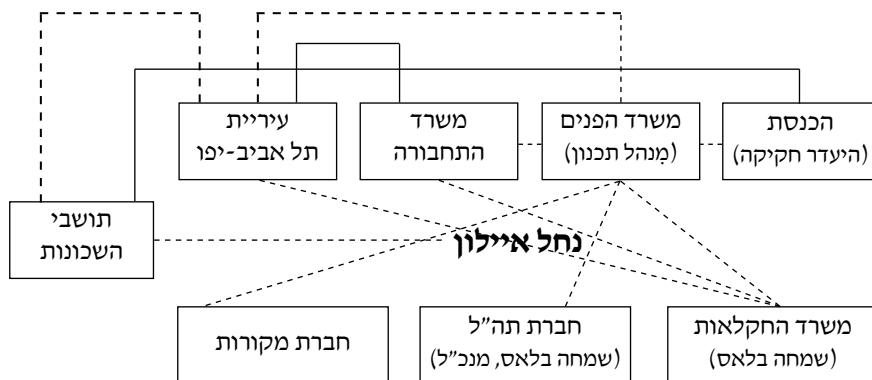 הכנסת
(היעדר חקיקה)
משרד הפנים
(מִנהל תכנון)
משרד
התחבורה
עיריית
תל אביב-יפו
תושבי
השכונות
נחל איילון
משרד החקלאות
(שמחה בלאס)
חברת תה״ל
(שמחה בלאס, מנכ״ל)
חברת מקורות